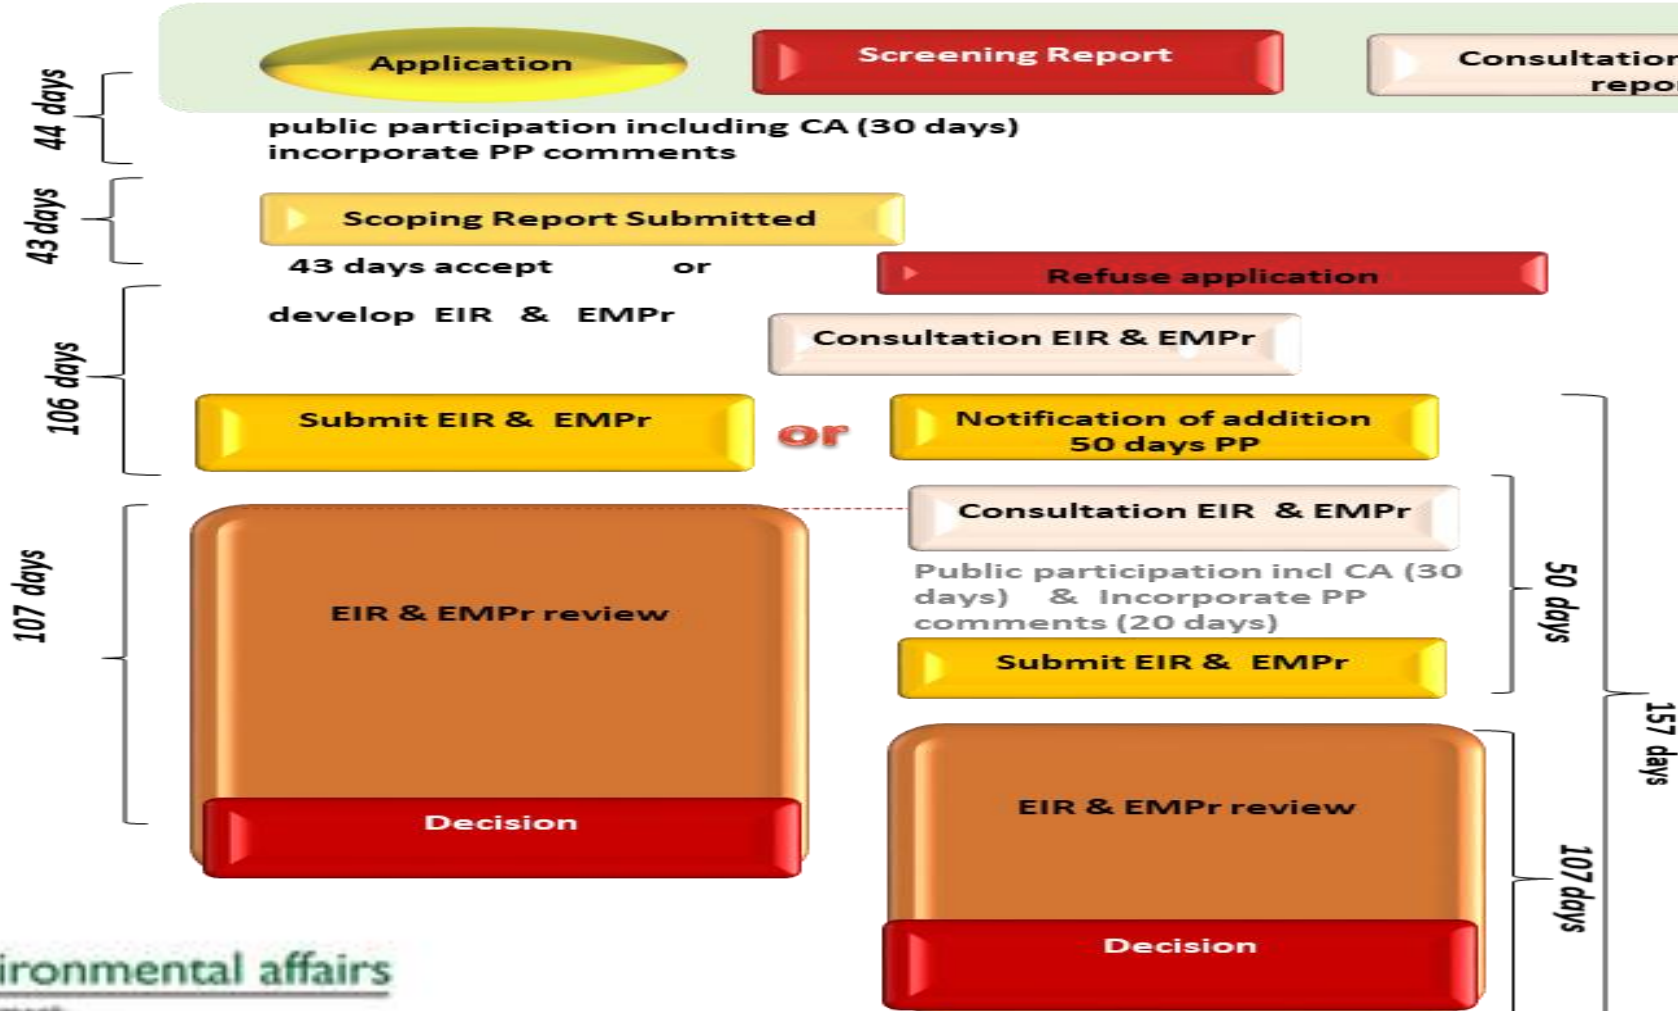 Application
Screening Report
Consultation
repo
44 days
public participation including CA (30 days)
incorporate PP comments
43 days
Scoping Report Submitted
43 days accept or
Refuse application
106 days
develop EIR & EMPr
Consultation EIR & EMPr
Submit EIR & EMPr
or
Notification of addition
50 days PP
107 days
EIR & EMPr review
Decision
Consultation EIR & EMPr
Public participation incl CA (30
days) & Incorporate PP
comments (20 days)
Submit EIR & EMPr
50 days
157 days
EIR & EMPr review
107 days
Decision
ironmental affairs